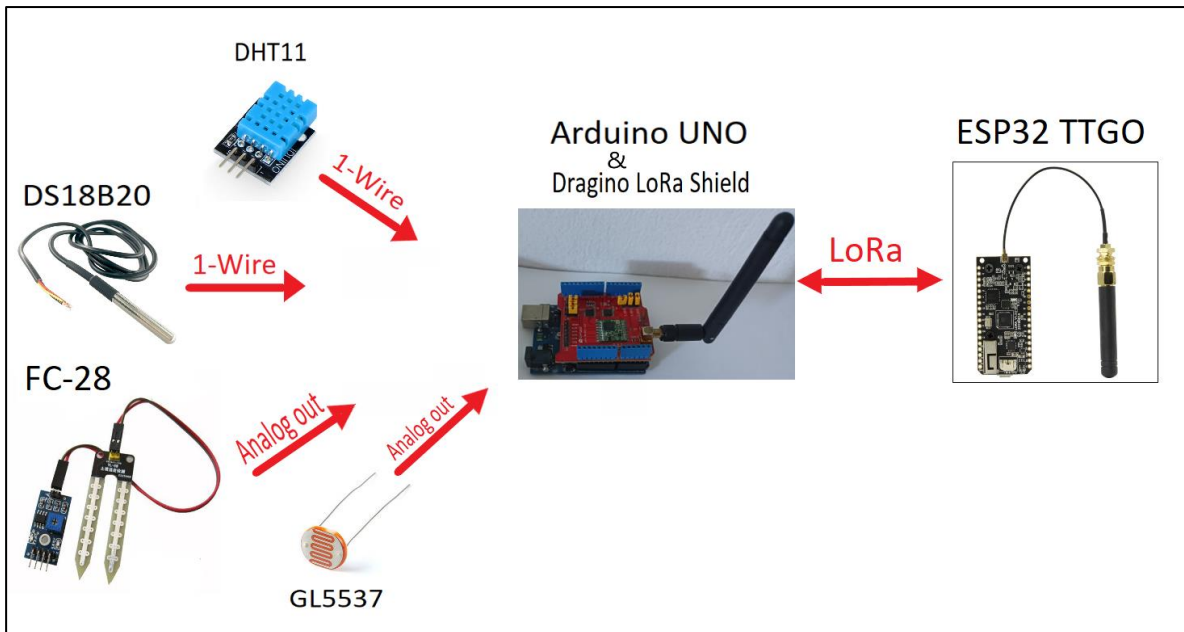 DHT11
1-Wire
DS18B20
1-Wire
FC-28
Analog out
Analog out
GL5537
Arduino UNO
&
Dragino LoRa Shield
LoRa
ESP32 TTGO